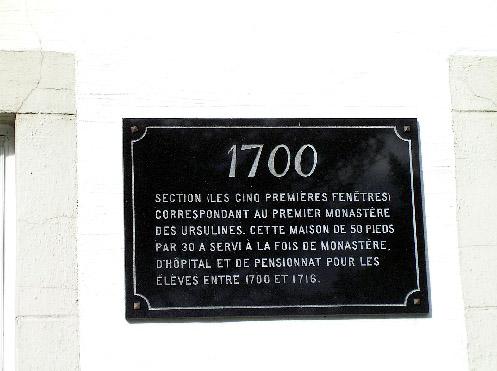 1700
SECTION (LES CINQ PREMIÈRES FENÊTRES)
CORRESPONDANT AU PREMIER MONASTÈRE
DES URSULINES. CETTE MAISON DE 50 PIEDS
PAR 30 A SERVI À LA FOIS DE MONASTÈRE,
D'HÔPITAL ET DE PENSIONNAT POUR LES
ÉLÈVES ENTRE 1700 ET 1716.